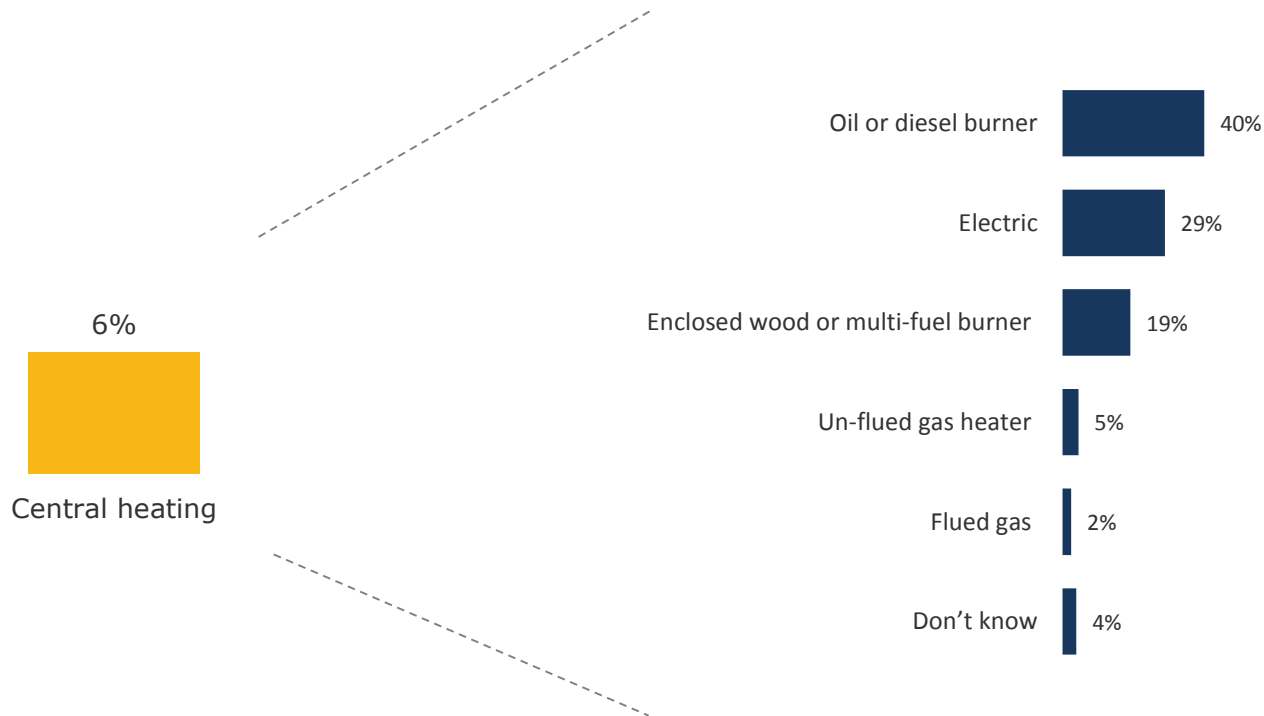 6%
Central heating
Oil or diesel burner 40%
Electric 29%
Enclosed wood or multi-fuel burner 19%
Un-flued gas heater 5%
Flued gas 2%
Don’t know 4%